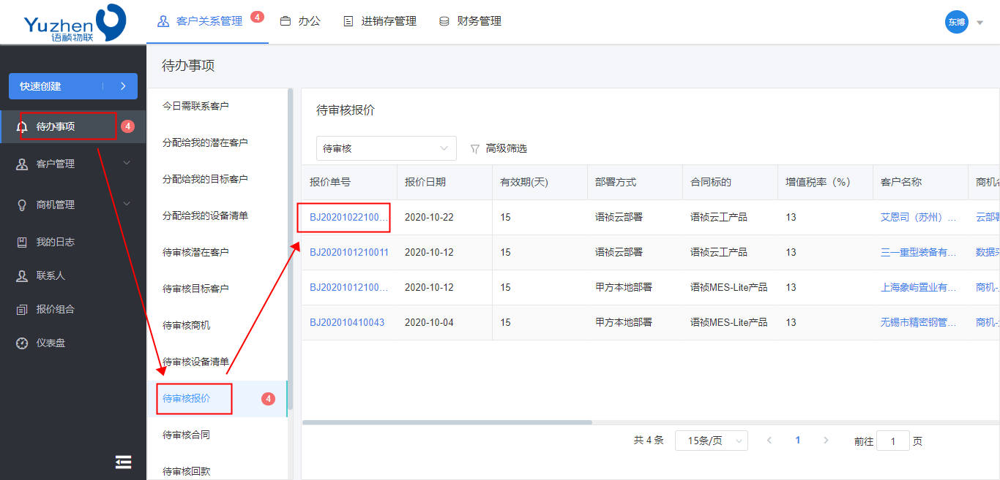 Yuzhen
语祯物联
客户关系管理 4 办公 进销存管理 财务管理 东博
快速创建
待办事项 4
客户管理
商机管理
我的日志
联系人
报价组合
仪表盘
待办事项
今日需联系客户
分配给我的潜在客户
分配给我的目标客户
分配给我的设备清单
待审核潜在客户
待审核目标客户
待审核商机
待审核设备清单
待审核报价 4
待审核合同
待审核回款
待审核报价
待审核 高级筛选
报价单号 报价日期 有效期(天) 部署方式 合同标的 增值税率（%） 客户名称 商机名
BJ20201022100... 2020-10-22 15 语祯云部署 语祯云工产品 13 艾恩司（苏州）... 云部署
BJ2020101210011 2020-10-12 15 语祯云部署 语祯云工产品 13 三一重型装备有... 数据采
BJ20201012100... 2020-10-12 15 甲方本地部署 语祯MES-Lite产品 13 上海象屿置业有... 商机-
BJ202010410043 2020-10-04 15 甲方本地部署 语祯MES-Lite产品 13 无锡市精密钢管... 商机-
共 4 条 15条/页 1 前往 1 页